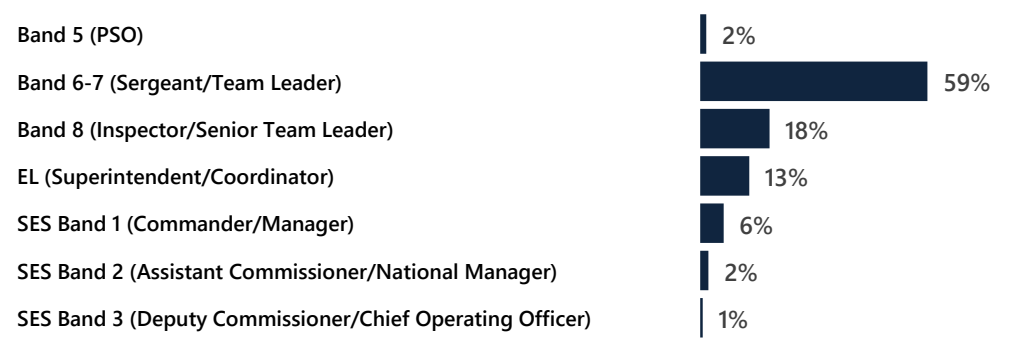 Band 5 (PSO) 2%
Band 6-7 (Sergeant/Team Leader) 59%
Band 8 (Inspector/Senior Team Leader) 18%
EL (Superintendent/Coordinator) 13%
SES Band 1 (Commander/Manager) 6%
SES Band 2 (Assistant Commissioner/National Manager) 2%
SES Band 3 (Deputy Commissioner/Chief Operating Officer) 1%